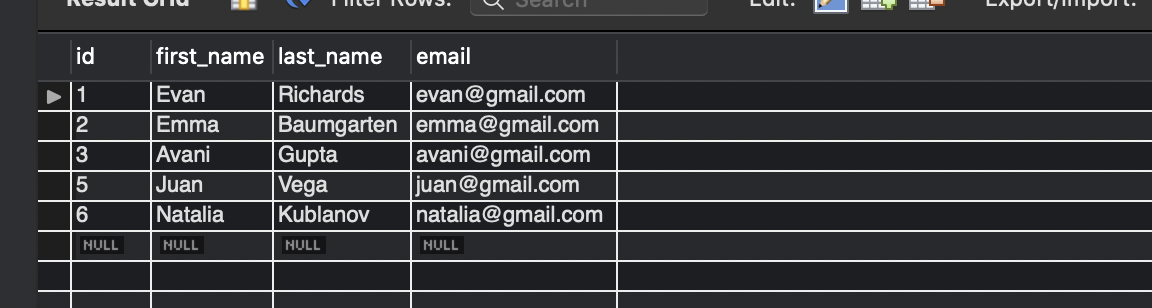 Result Grid Filter Rows: Search Edit: Export/Import:
id first_name last_name email
1 Evan Richards evan@gmail.com
2 Emma Baumgarten emma@gmail.com
3 Avani Gupta avani@gmail.com
5 Juan Vega juan@gmail.com
6 Natalia Kublanov natalia@gmail.com
NULL NULL NULL NULL